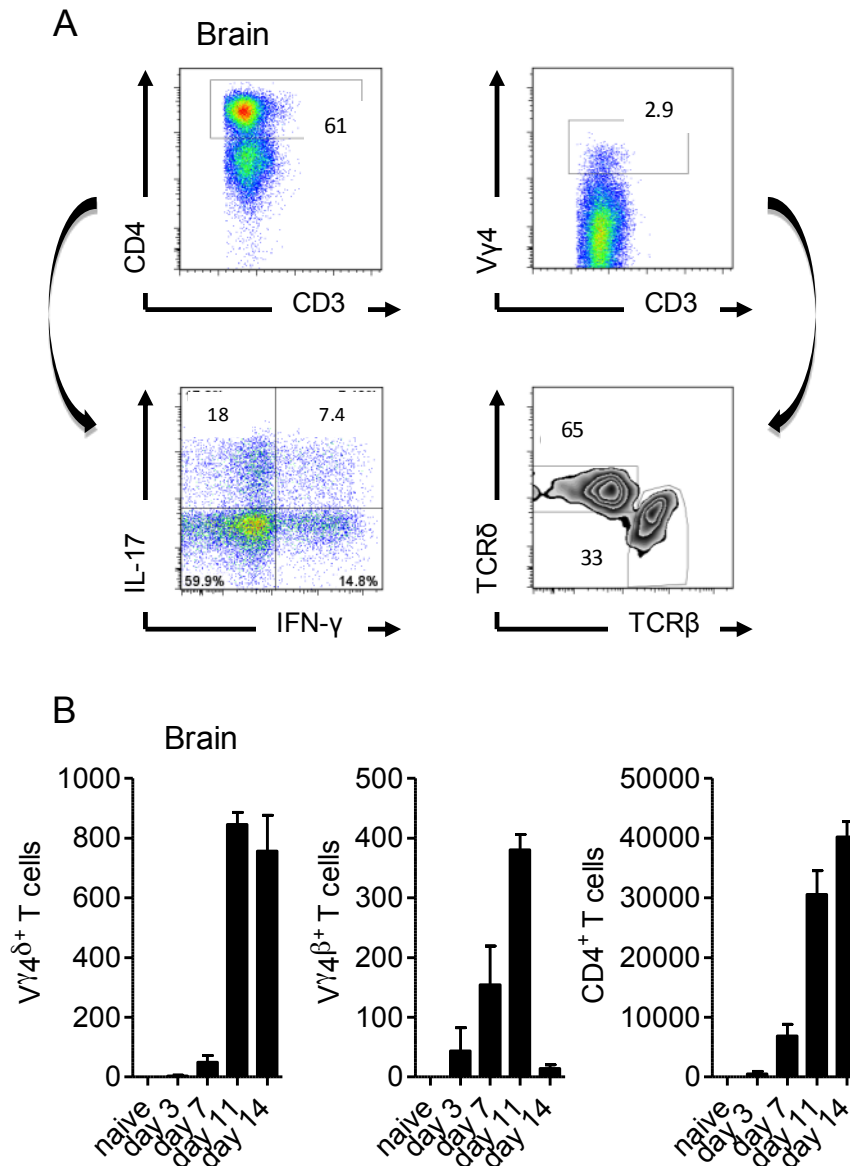 A
Brain
61
CD4
CD3
2.9
Vγ4
CD3
18
7.4
59.9%
14.8%
IL-17
IFN-γ
65
33
TCRδ
TCRβ
B
Brain
1000
800
600
400
200
0
Vγ4δ+ T cells
naive
day 3
day 7
day 11
day 14
500
400
300
200
100
0
Vγ4β+ T cells
naive
day 3
day 7
day 11
day 14
50000
40000
30000
20000
10000
0
CD4+ T cells
naive
day 3
day 7
day 11
day 14